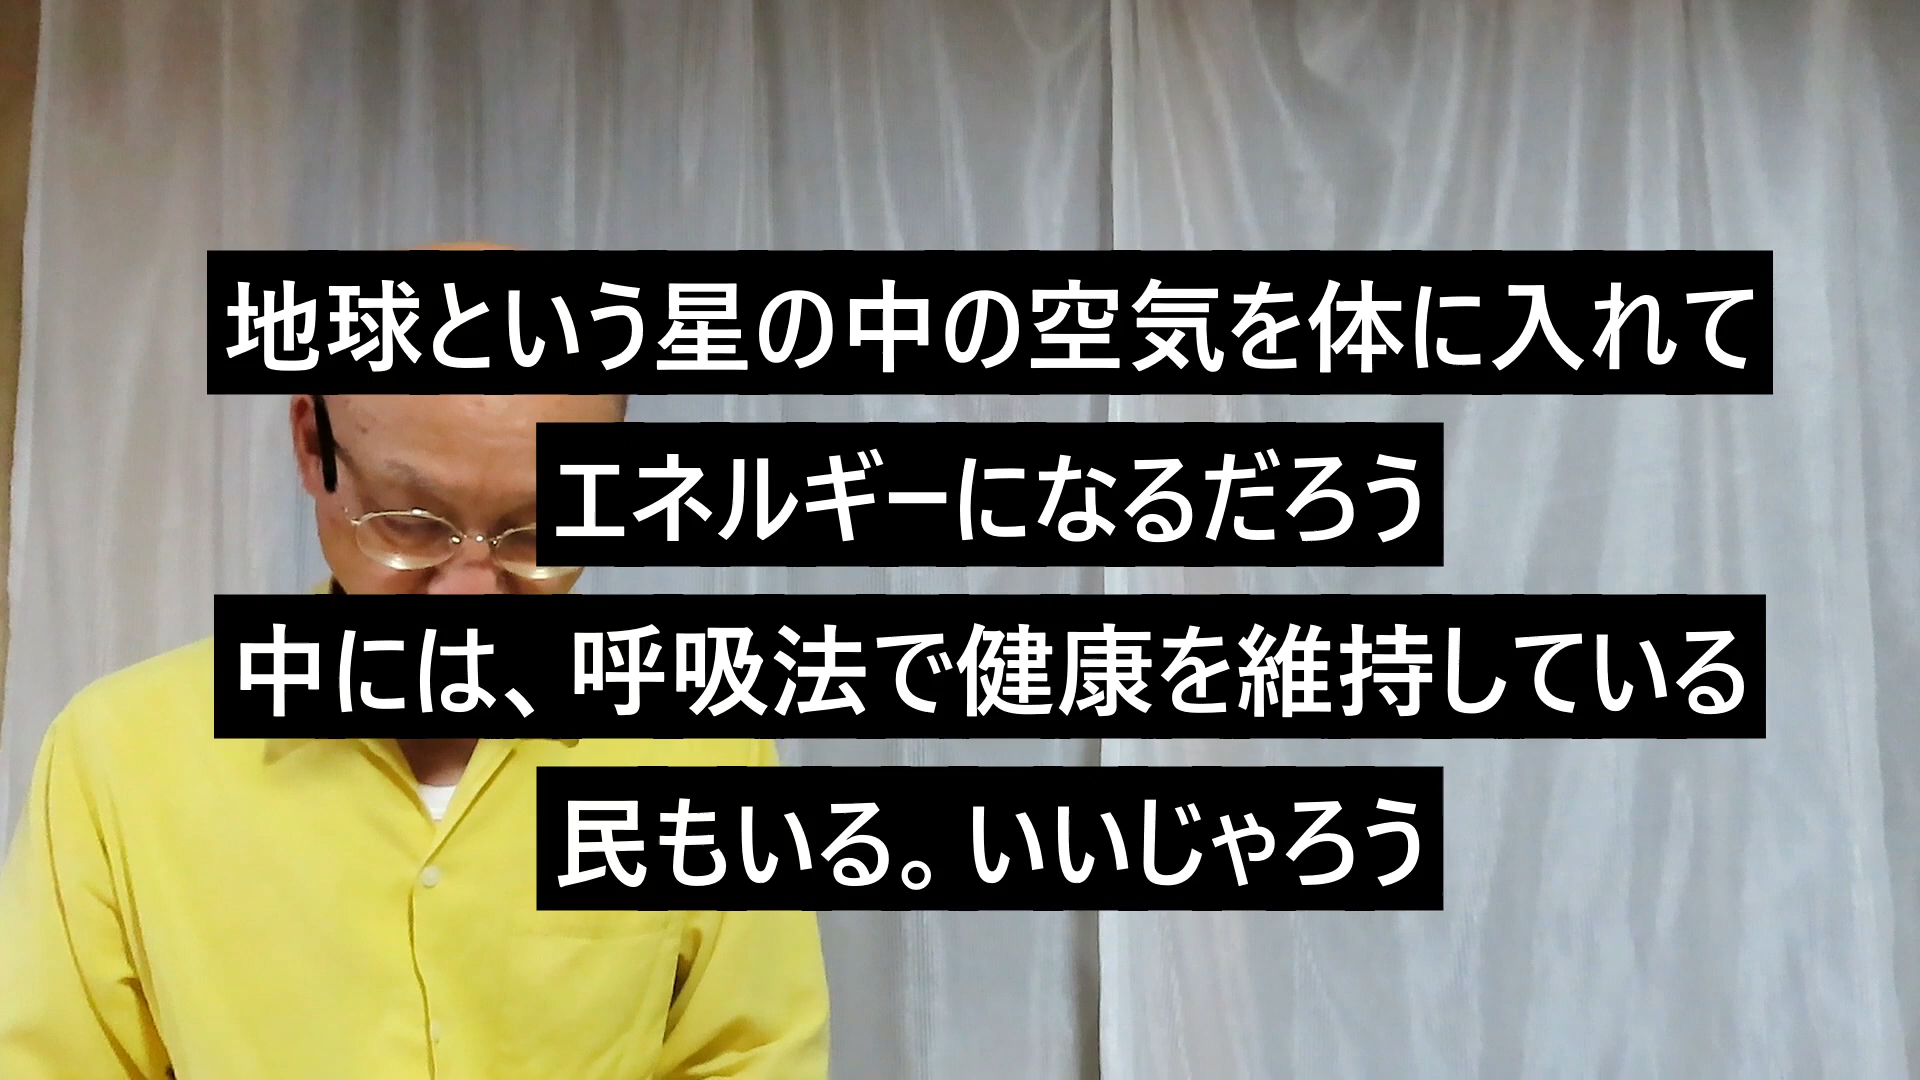 地球という星の中の空気を体に入れて
エネルギーになるだろう
中には、呼吸法で健康を維持している
民もいる。いいじゃろう